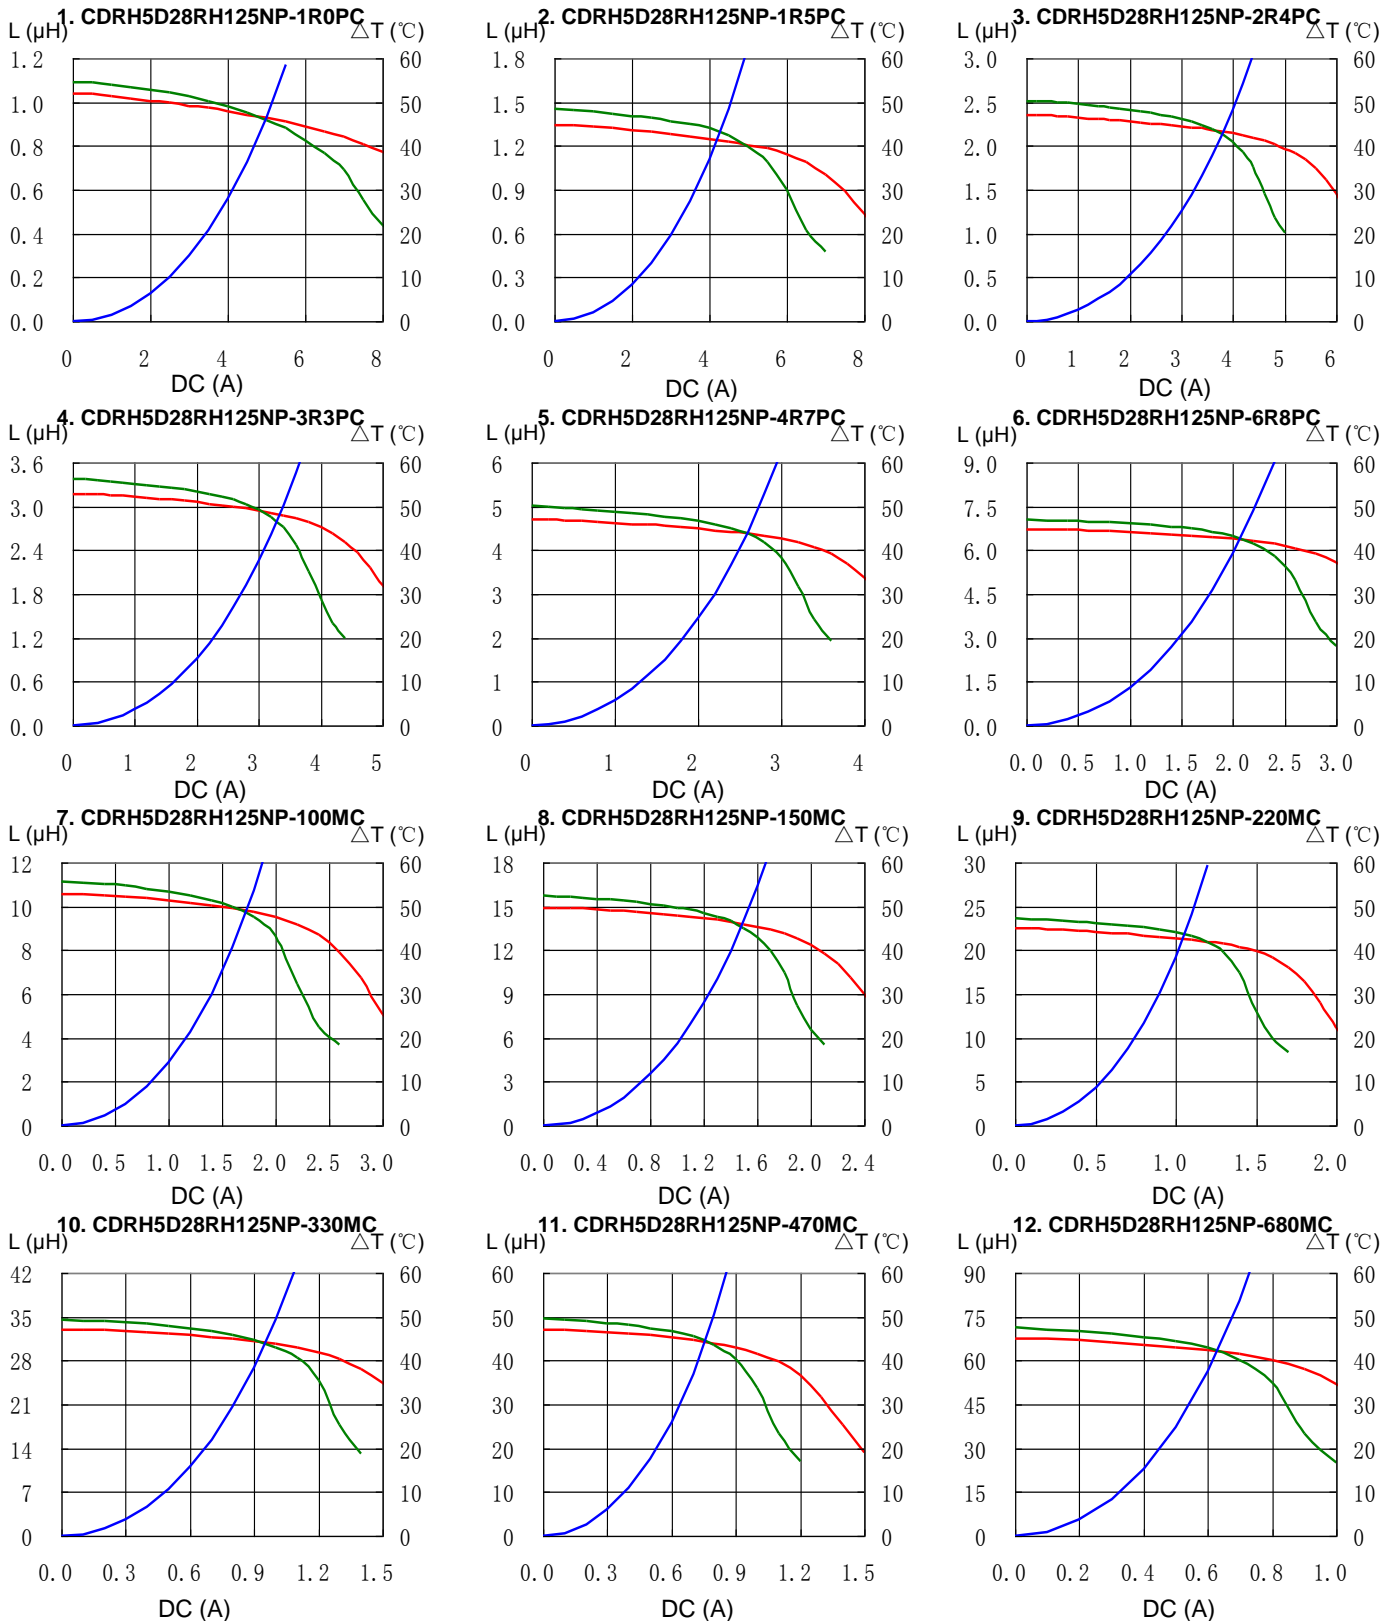 1. CDRH5D28RH125NP-1R0PC
L (μH) △T (℃)
1.2 60
1.0 50
0.8 40
0.6 30
0.4 20
0.2 10
0.0 0
0 2 4 6 8
DC (A)
2. CDRH5D28RH125NP-1R5PC
L (μH) △T (℃)
1.8 60
1.5 50
1.2 40
0.9 30
0.6 20
0.3 10
0.0 0
0 2 4 6 8
DC (A)
3. CDRH5D28RH125NP-2R4PC
L (μH) △T (℃)
3.0 60
2.5 50
2.0 40
1.5 30
1.0 20
0.5 10
0.0 0
0 1 2 3 4 5 6
DC (A)
4. CDRH5D28RH125NP-3R3PC
L (μH) △T (℃)
3.6 60
3.0 50
2.4 40
1.8 30
1.2 20
0.6 10
0.0 0
0 1 2 3 4 5
DC (A)
5. CDRH5D28RH125NP-4R7PC
L (μH) △T (℃)
6 60
5 50
4 40
3 30
2 20
1 10
0 0
0 1 2 3 4
DC (A)
6. CDRH5D28RH125NP-6R8PC
L (μH) △T (℃)
9.0 60
7.5 50
6.0 40
4.5 30
3.0 20
1.5 10
0.0 0
0.0 0.5 1.0 1.5 2.0 2.5 3.0
DC (A)
7. CDRH5D28RH125NP-100MC
L (μH) △T (℃)
12 60
10 50
8 40
6 30
4 20
2 10
0 0
0.0 0.5 1.0 1.5 2.0 2.5 3.0
DC (A)
8. CDRH5D28RH125NP-150MC
L (μH) △T (℃)
18 60
15 50
12 40
9 30
6 20
3 10
0 0
0.0 0.4 0.8 1.2 1.6 2.0 2.4
DC (A)
9. CDRH5D28RH125NP-220MC
L (μH) △T (℃)
30 60
25 50
20 40
15 30
10 20
5 10
0 0
0.0 0.5 1.0 1.5 2.0
DC (A)
10. CDRH5D28RH125NP-330MC
L (μH) △T (℃)
42 60
35 50
28 40
21 30
14 20
7 10
0 0
0.0 0.3 0.6 0.9 1.2 1.5
DC (A)
11. CDRH5D28RH125NP-470MC
L (μH) △T (℃)
60 60
50 50
40 40
30 30
20 20
10 10
0 0
0.0 0.3 0.6 0.9 1.2 1.5
DC (A)
12. CDRH5D28RH125NP-680MC
L (μH) △T (℃)
90 60
75 50
60 40
45 30
30 20
15 10
0 0
0.0 0.2 0.4 0.6 0.8 1.0
DC (A)